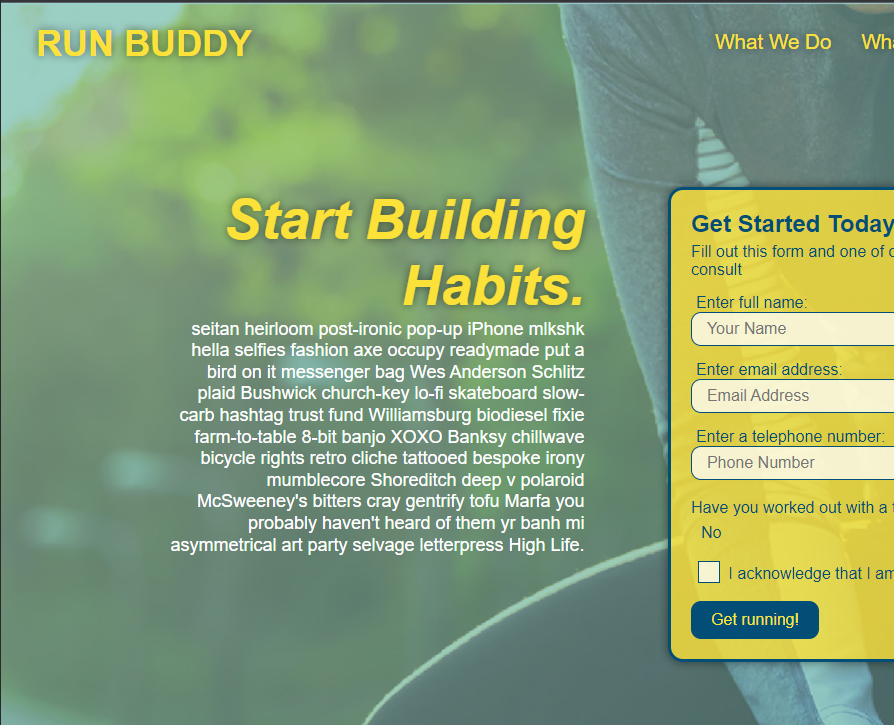 RUN BUDDY
What We Do
Start Building
Habits.
seitan heirloom post-ironic pop-up iPhone mlkshk
hella selfies fashion axe occupy readymade put a
bird on it messenger bag Wes Anderson Schlitz
plaid Bushwick church-key lo-fi skateboard slow-
carb hashtag trust fund Williamsburg biodiesel fixie
farm-to-table 8-bit banjo XOXO Banksy chillwave
bicycle rights retro cliche tattooed bespoke irony
mumblecore Shoreditch deep v polaroid
McSweeney's bitters cray gentrify tofu Marfa you
probably haven't heard of them yr banh mi
asymmetrical art party selvage letterpress High Life.
Get Started Today
Fill out this form and one of
consult
Enter full name:
Your Name
Enter email address:
Email Address
Enter a telephone number:
Phone Number
Have you worked out with a
No
I acknowledge that I am
Get running!